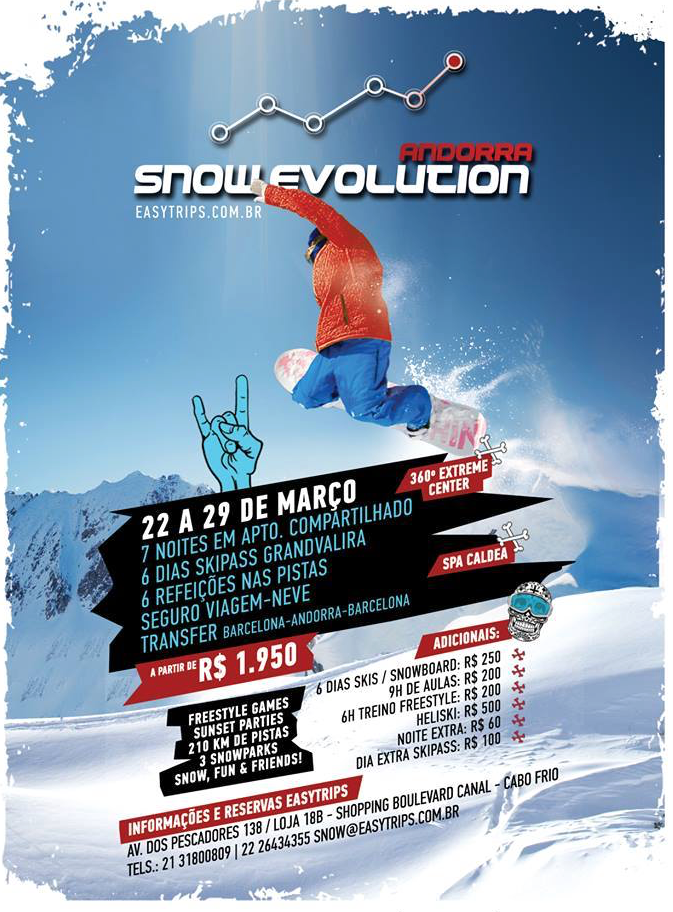 ANDORRA
SNOW EVOLUTION
EASYTRIPS.COM.BR
22 A 29 DE MARÇO
7 NOITES EM APTO. COMPARTILHADO
6 DIAS SKIPASS GRANDVALIRA
6 REFEIÇÕES NAS PISTAS
SEGURO VIAGEM-NEVE
TRANSFER BARCELONA-ANDORRA-BARCELONA
360º EXTREME
CENTER
SPA CALDEA
A PARTIR DE R$ 1.950
FREESTYLE GAMES
SUNSET PARTIES
210 KM DE PISTAS
3 SNOWPARKS
SNOW, FUN & FRIENDS!
ADICIONAIS:
6 DIAS SKIS / SNOWBOARD: R$ 250
9H DE AULAS: R$ 200
6H TREINO FREESTYLE: R$ 200
HELISKI: R$ 500
NOITE EXTRA: R$ 60
DIA EXTRA SKIPASS: R$ 100
INFORMAÇÕES E RESERVAS EASYTRIPS
AV. DOS PESCADORES 138 / LOJA 18B - SHOPPING BOULEVARD CANAL - CABO FRIO
TELS.: 21 31800809 | 22 26434355 SNOW@EASYTRIPS.COM.BR